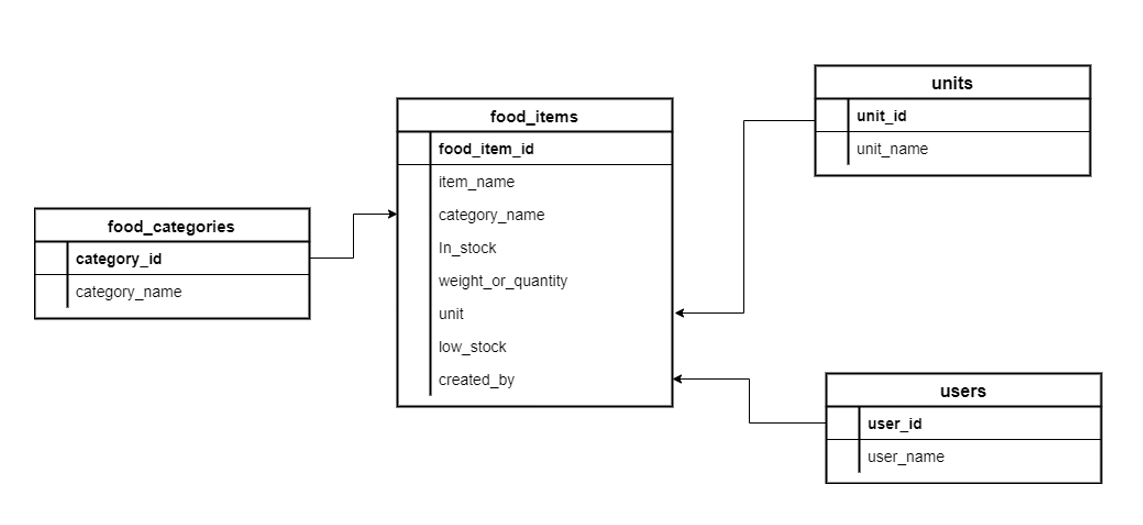 food_categories
category_id
category_name
food_items
food_item_id
item_name
category_name
In_stock
weight_or_quantity
unit
low_stock
created_by
units
unit_id
unit_name
users
user_id
user_name